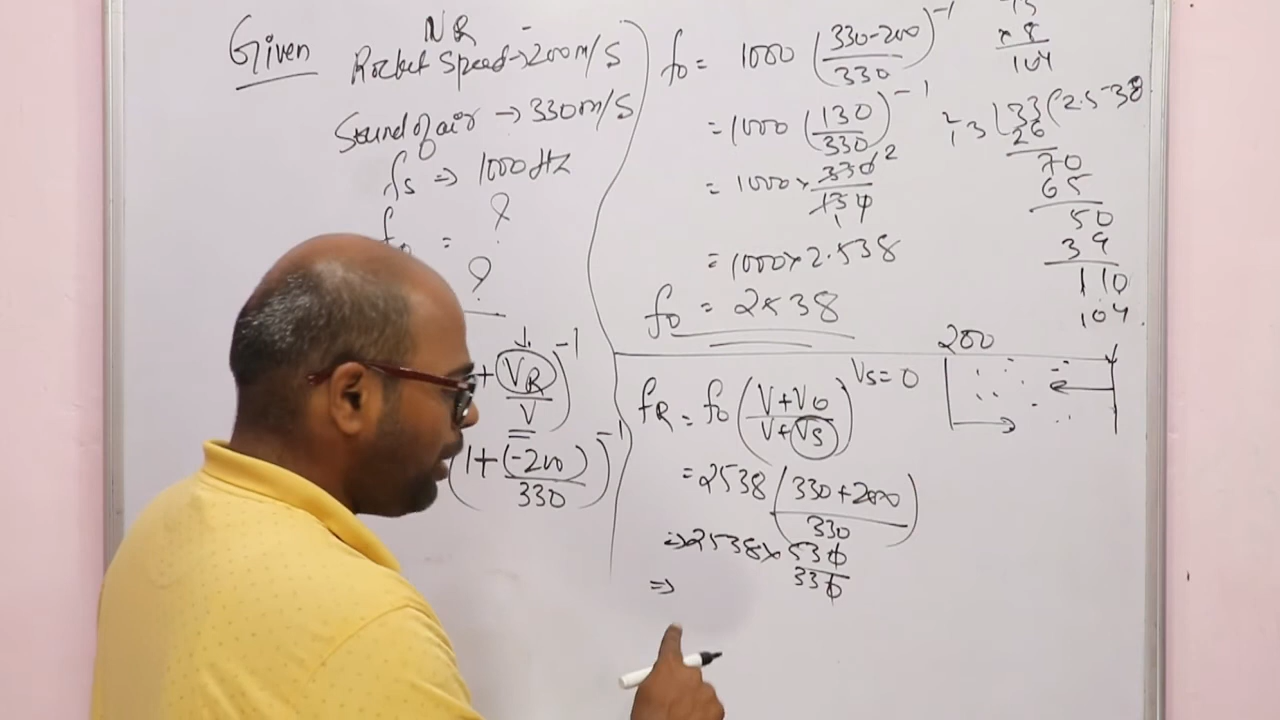 Given
VR
Rocket Speed → 200 m/s
Sound of air → 330 m/s
fs ⇒ 1000 Hz
= ?
?
+ VR/V)^-1
(1 + (-200)/330)^-1
fo = 1000 (330-200/330)^-1
= 1000 (130/330)^-1
= 1000 × 330/130
= 1000 × 2.538
fo = 2538
× 8
104
13 ) 33 ( 2.538
26
70
65
50
39
110
104
200
fR = fo (V+Vo/V+Vs) Vs = 0
= 2538 (330+200/330)
⇒ 2538 × 530/330
⇒